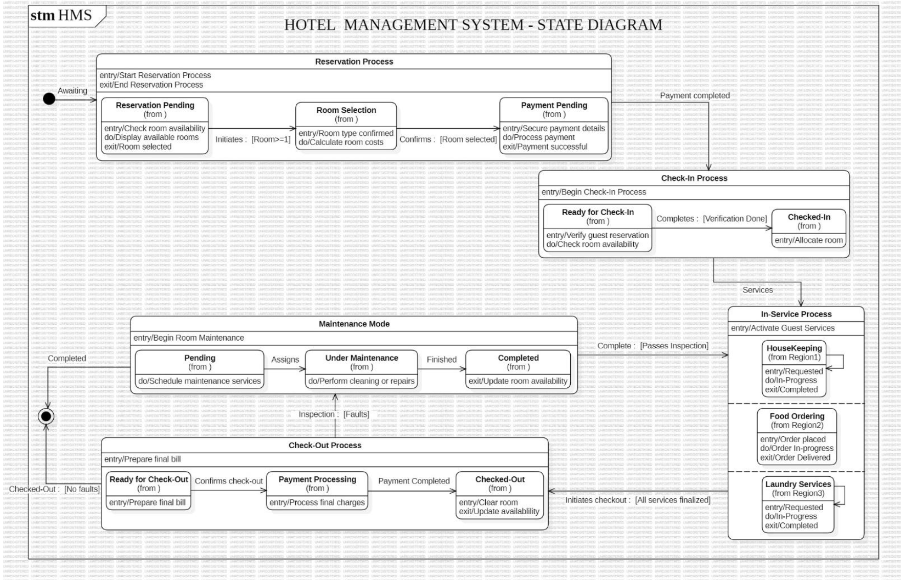 stm HMS
HOTEL MANAGEMENT SYSTEM - STATE DIAGRAM
Reservation Process
entry/Start Reservation Process
exit/End Reservation Process
Awaiting
Reservation Pending
(from )
entry/Check room availability
do/Display available rooms
exit/Room selected
Initiates : [Room>=1]
Room Selection
(from )
entry/Room type confirmed
do/Calculate room costs
Confirms : [Room selected]
Payment Pending
(from )
entry/Secure payment details
do/Process payment
exit/Payment successful
Payment completed
Check-In Process
entry/Begin Check-In Process
Ready for Check-In
(from )
entry/Verify guest reservation
do/Check room availability
Completes : [Verification Done]
Checked-In
(from )
entry/Allocate room
Services
In-Service Process
entry/Activate Guest Services
HouseKeeping
(from Region1)
entry/Requested
do/In-Progress
exit/Completed
Food Ordering
(from Region2)
entry/Order placed
do/Order In-progress
exit/Order Delivered
Laundry Services
(from Region3)
entry/Requested
do/In-Progress
exit/Completed
Maintenance Mode
entry/Begin Room Maintenance
Pending
(from )
do/Schedule maintenance services
Assigns
Under Maintenance
(from )
do/Perform cleaning or repairs
Finished
Completed
(from )
exit/Update room availability
Complete : [Passes Inspection]
Completed
Inspection : [Faults]
Check-Out Process
entry/Prepare final bill
Ready for Check-Out
(from )
entry/Prepare final bill
Confirms check-out
Payment Processing
(from )
entry/Process final charges
Payment Completed
Checked-Out
(from )
entry/Clear room
exit/Update availablility
Checked-Out : [No faults]
Initiates checkout : [All services finalized]